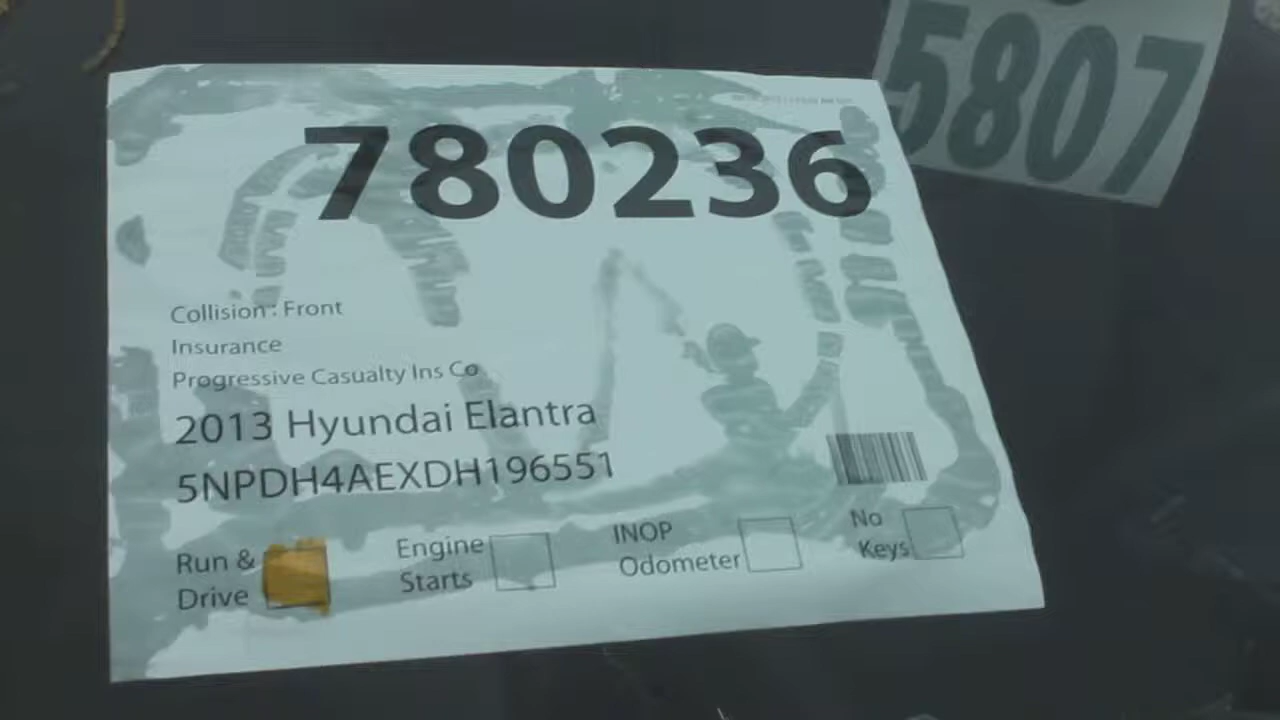 5807
780236
Collision : Front
Insurance
Progressive Casualty Ins Co
2013 Hyundai Elantra
5NPDH4AEXDH196551
Run & Drive
Engine Starts
INOP Odometer
No Keys